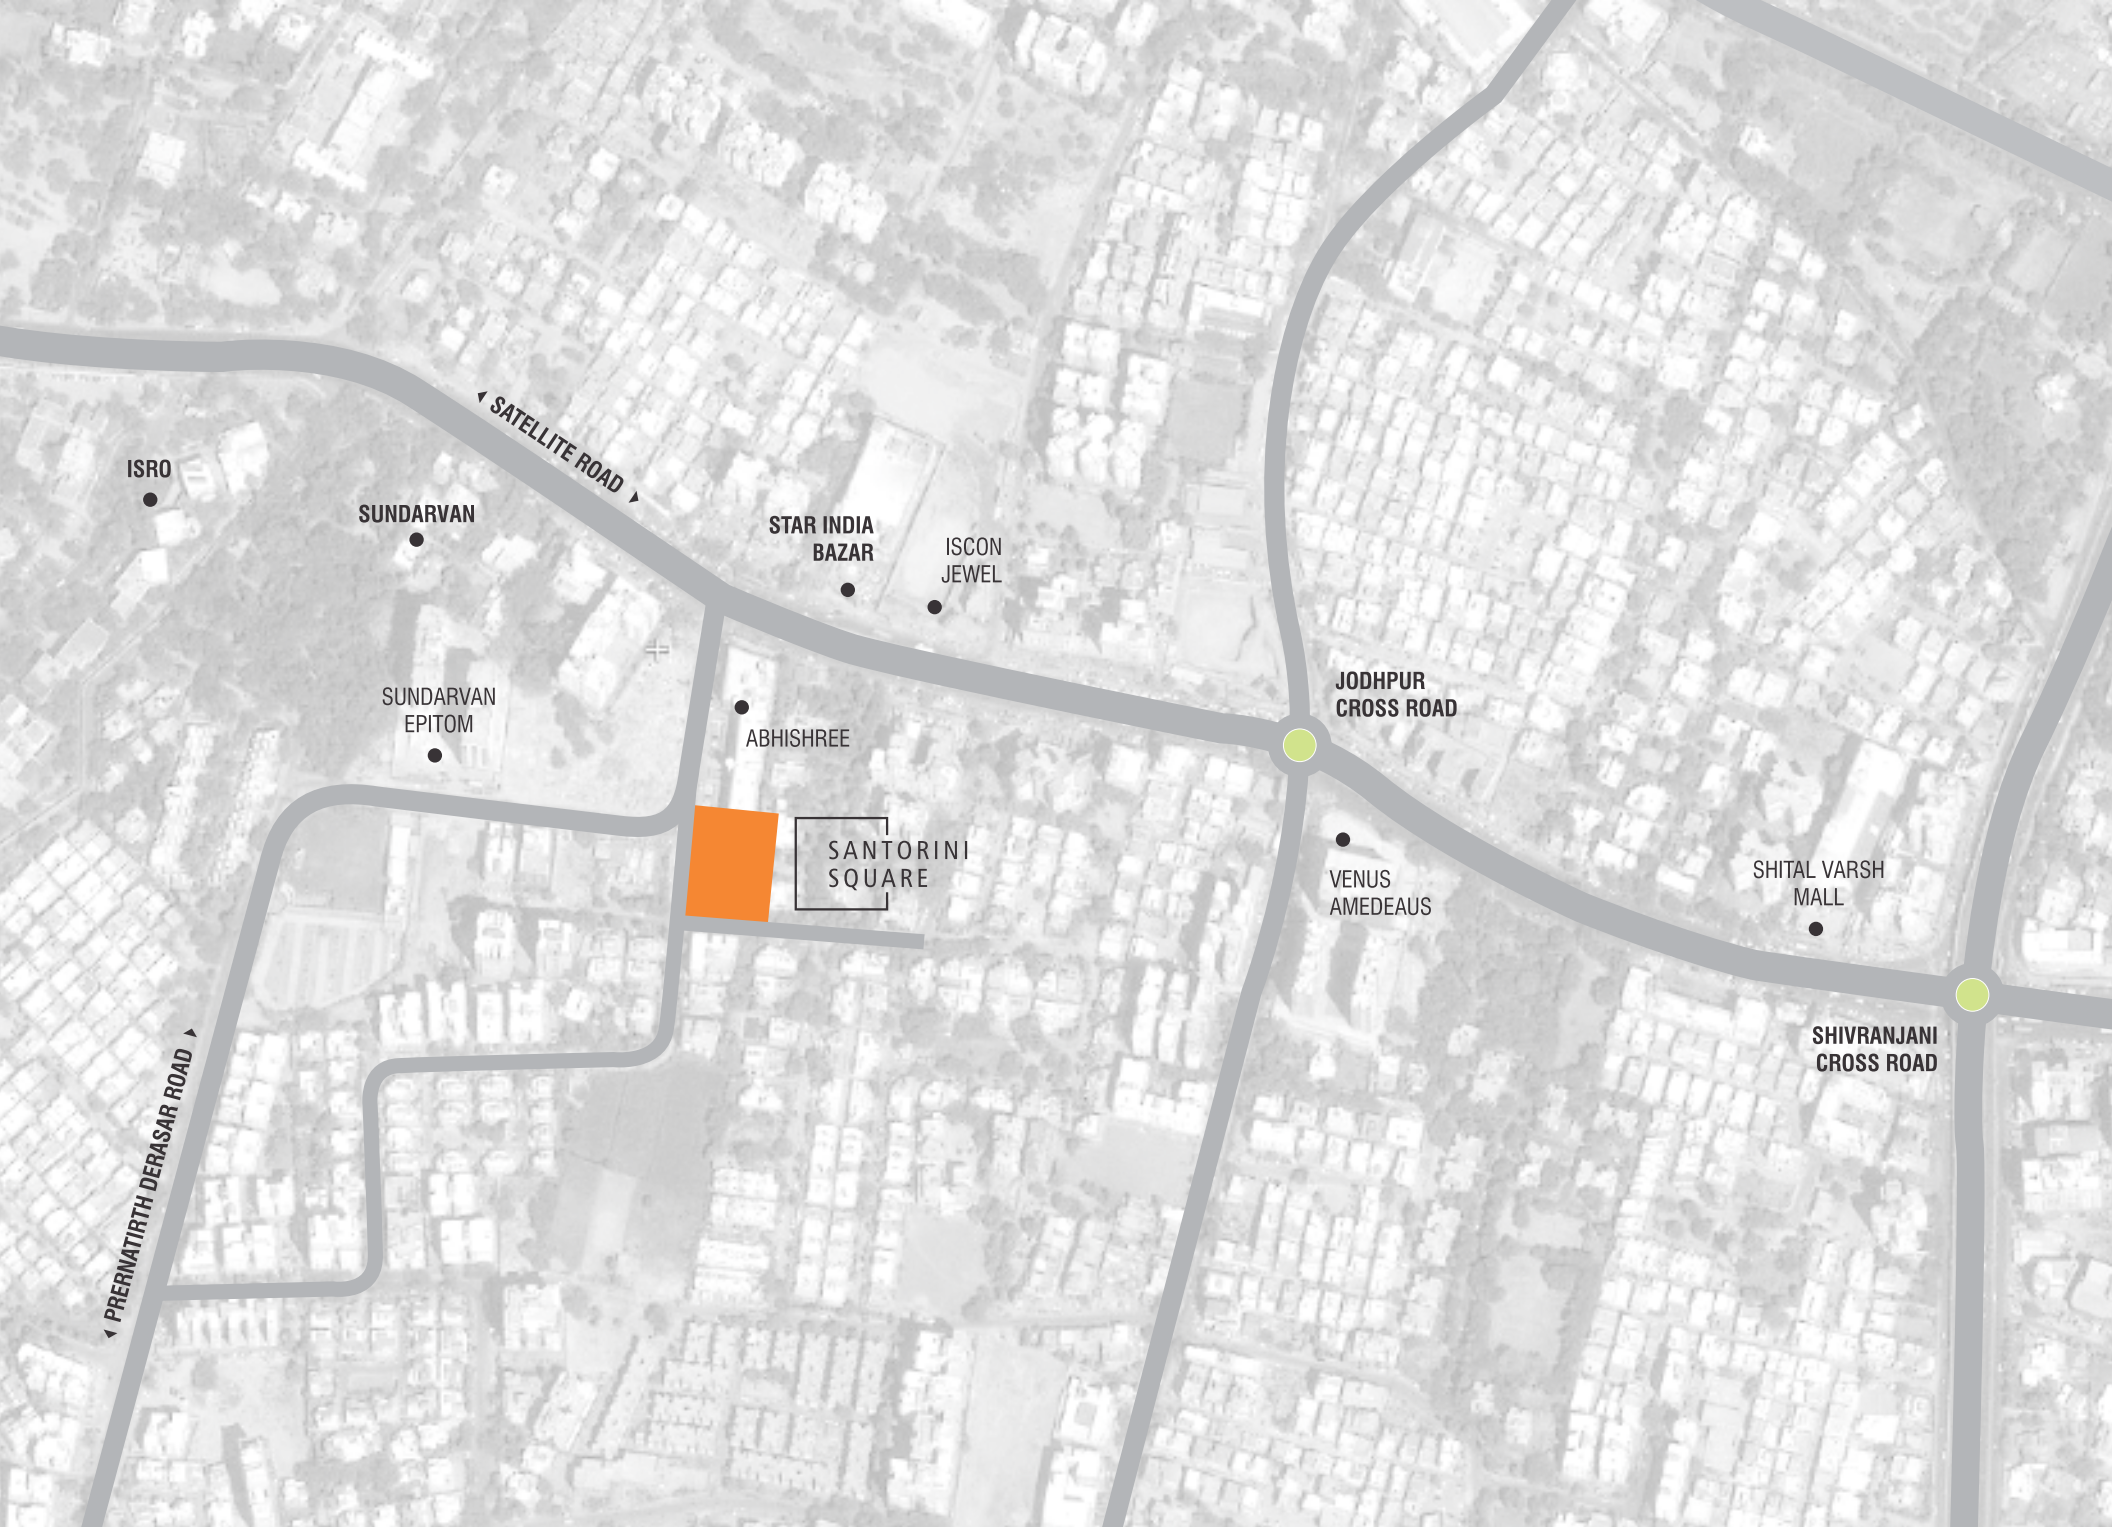 SATELLITE ROAD
ISRO
SUNDARVAN
STAR INDIA
BAZAR
ISCON
JEWEL
SUNDARVAN
EPITOM
ABHISHREE
JODHPUR
CROSS ROAD
SANTORINI
SQUARE
VENUS
AMEDEAUS
SHITAL VARSH
MALL
SHIVRANJANI
CROSS ROAD
PRERNATIRTH DERASAR ROAD